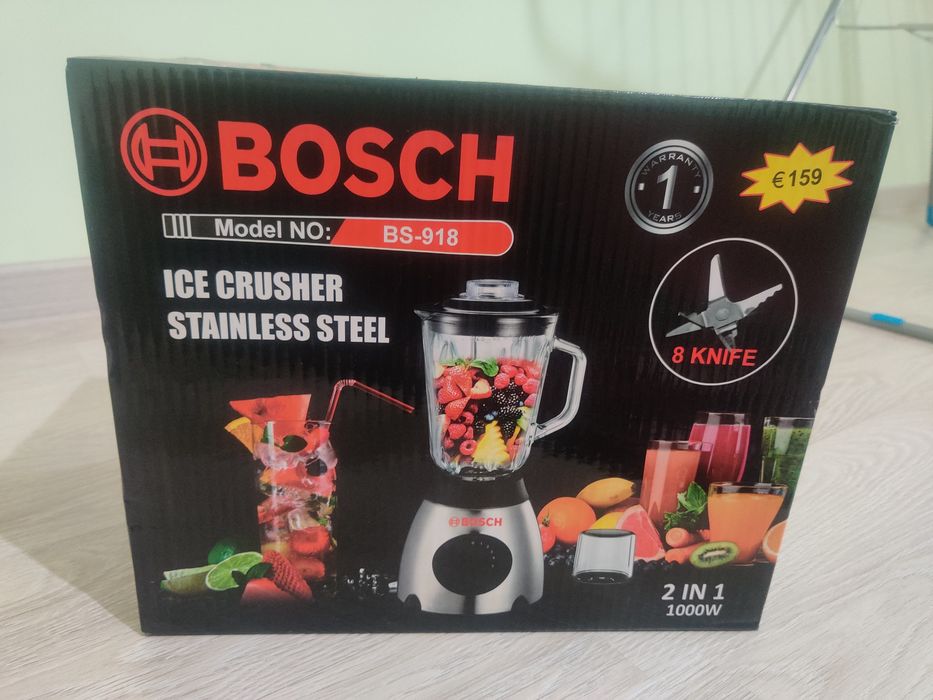 BOSCH
WARRANTY
1
YEARS
€159
Model NO: BS-918
ICE CRUSHER
STAINLESS STEEL
8 KNIFE
BOSCH
2 IN 1
1000W